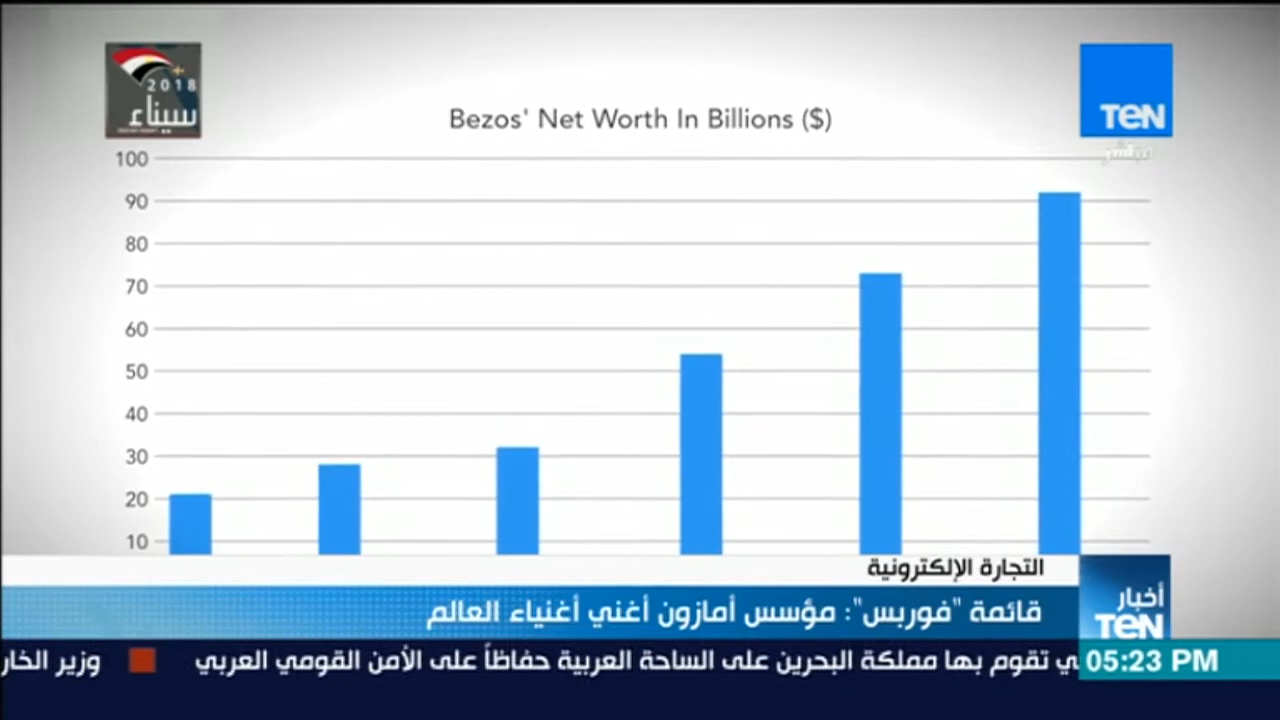 2018
سيناء
TEN
مباشر
Bezos' Net Worth In Billions ($)
100
90
80
70
60
50
40
30
20
10
التجارة الإلكترونية
قائمة "فوربس": مؤسس أمازون أغني أغنياء العالم
أخبار
TEN
تقوم بها مملكة البحرين على الساحة العربية حفاظاً على الأمن القومي العربي
وزير
05:23 PM